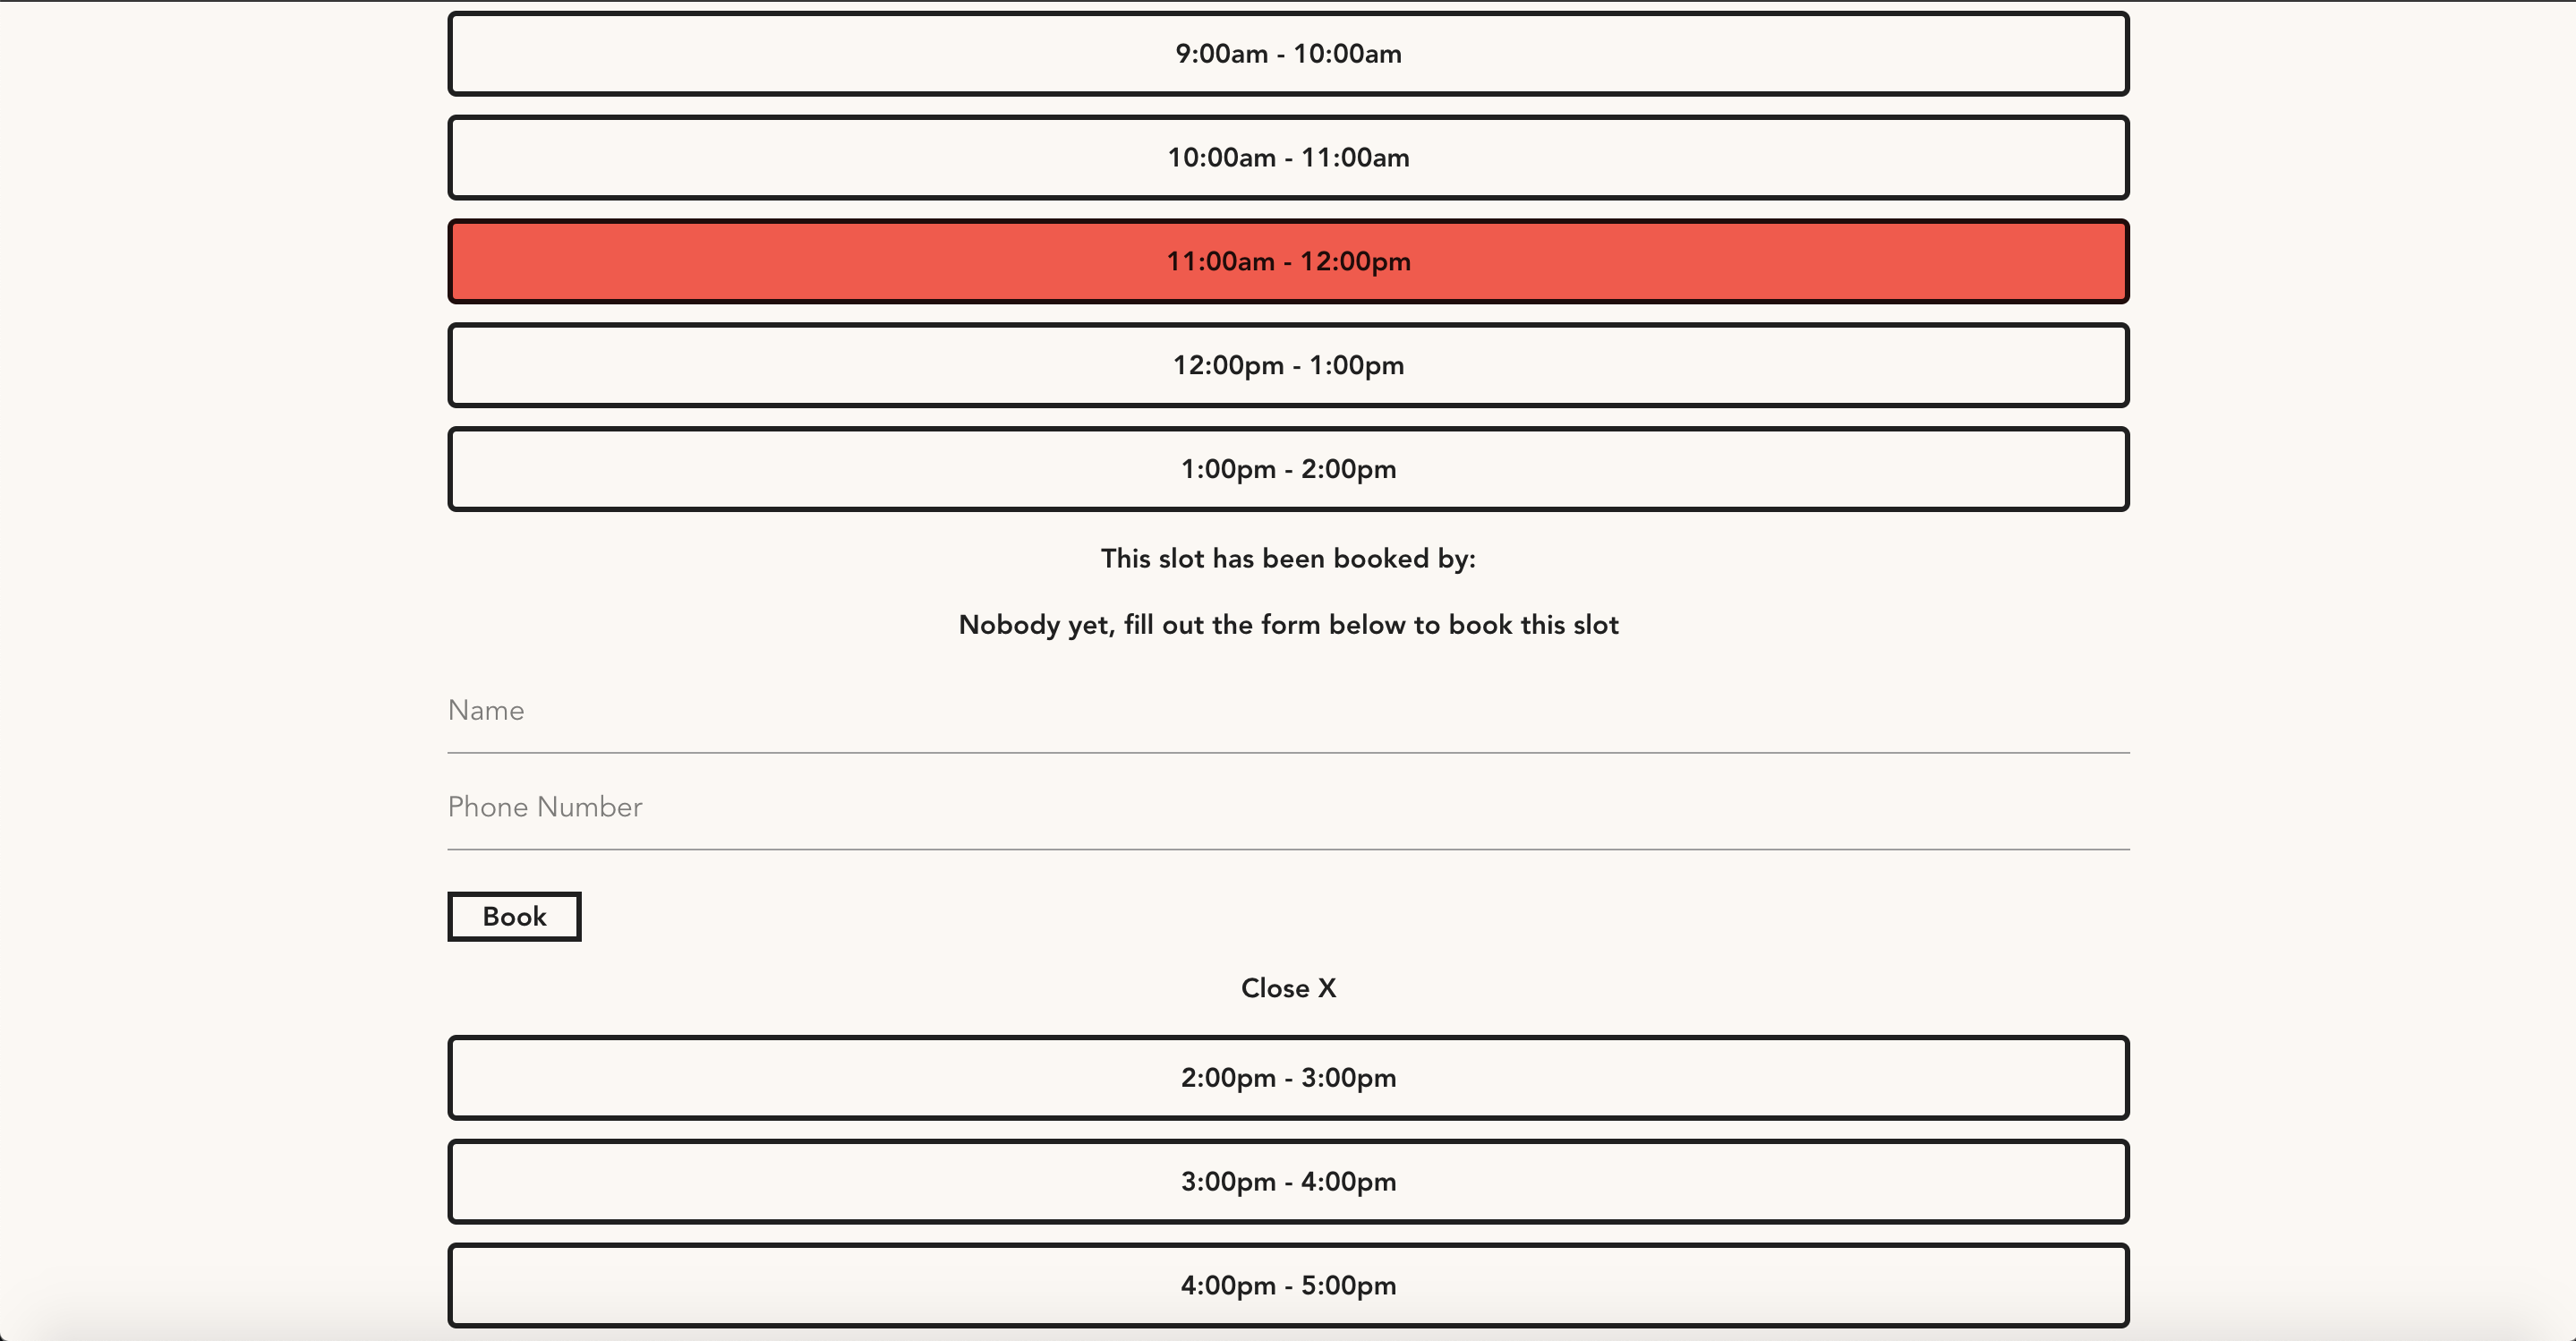 9:00am - 10:00am
10:00am - 11:00am
11:00am - 12:00pm
12:00pm - 1:00pm
1:00pm - 2:00pm
This slot has been booked by:
Nobody yet, fill out the form below to book this slot
Name
Phone Number
Book
Close X
2:00pm - 3:00pm
3:00pm - 4:00pm
4:00pm - 5:00pm